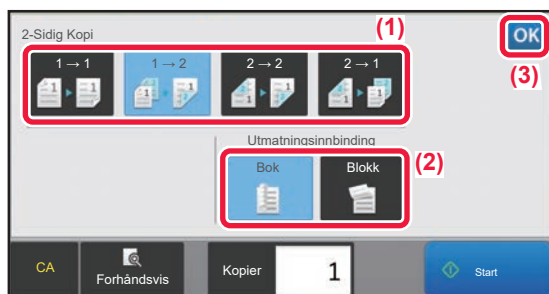 2-Sidig Kopi
(1)
OK
(3)
1 → 1
1 → 2
2 → 2
2 → 1
Utmatningsinnbinding
Bok
Blokk
(2)
CA
Forhåndsvis
Kopier
1
Start